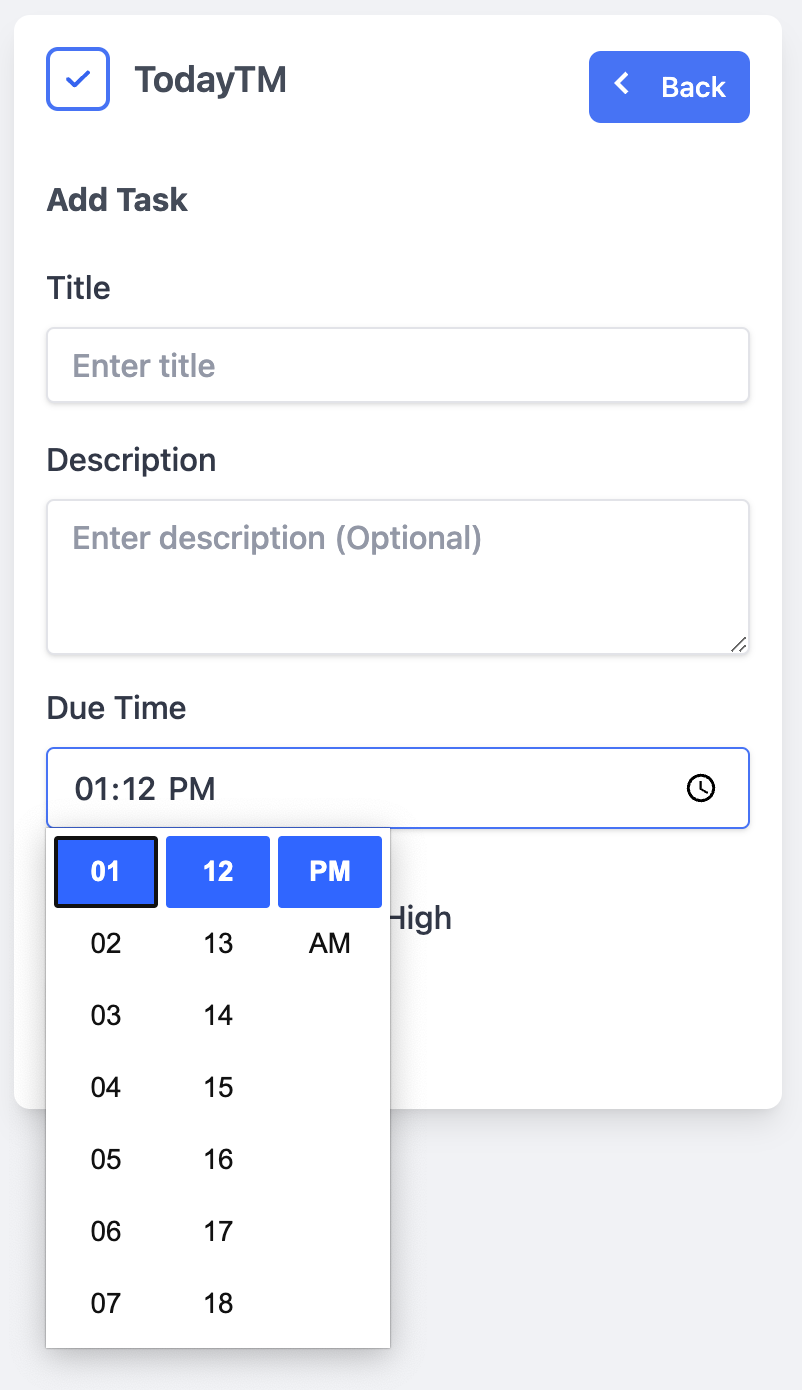 TodayTM
Back
Add Task
Title
Enter title
Description
Enter description (Optional)
Due Time
01:12 PM
01 12 PM
High
02 13 AM
03 14
04 15
05 16
06 17
07 18